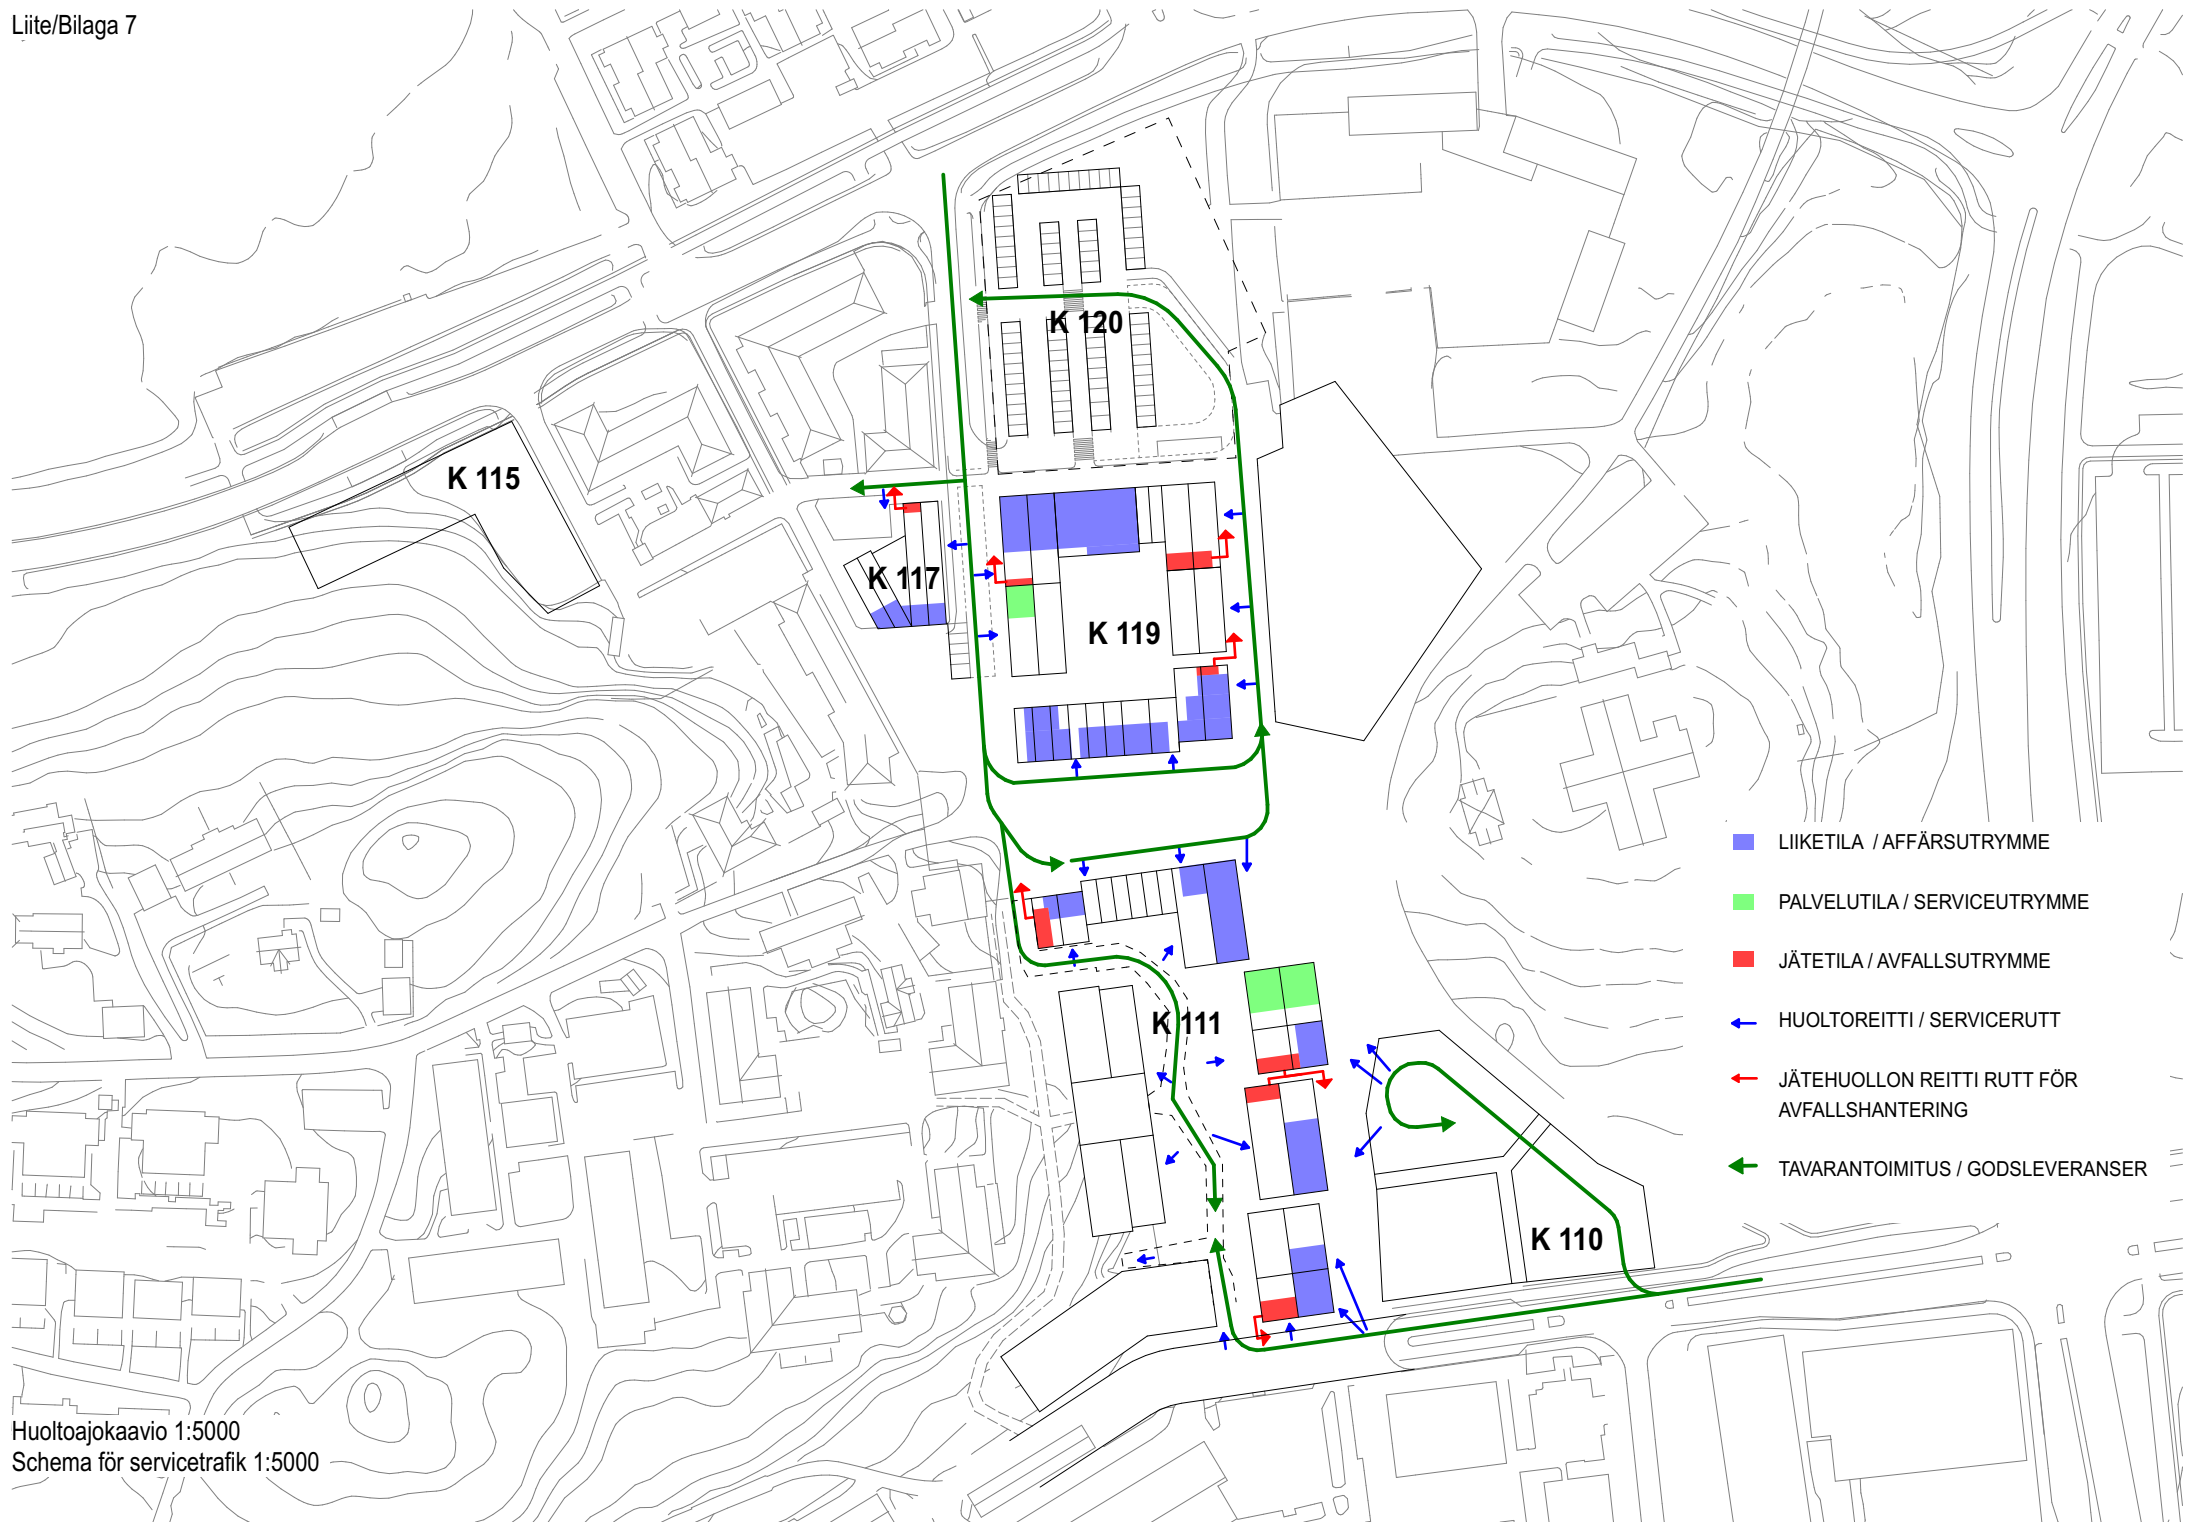 Liite/Bilaga 7
K 120
K 115
K 117
K 119
K 111
K 110
LIIKETILA / AFFÄRSUTRYMME
PALVELUTILA / SERVICEUTRYMME
JÄTETILA / AVFALLSUTRYMME
HUOLTOREITTI / SERVICERUTT
JÄTEHUOLLON REITTI RUTT FÖR
AVFALLSHANTERING
TAVARANTOIMITUS / GODSLEVERANSER
Huoltoajokaavio 1:5000
Schema för servicetrafik 1:5000